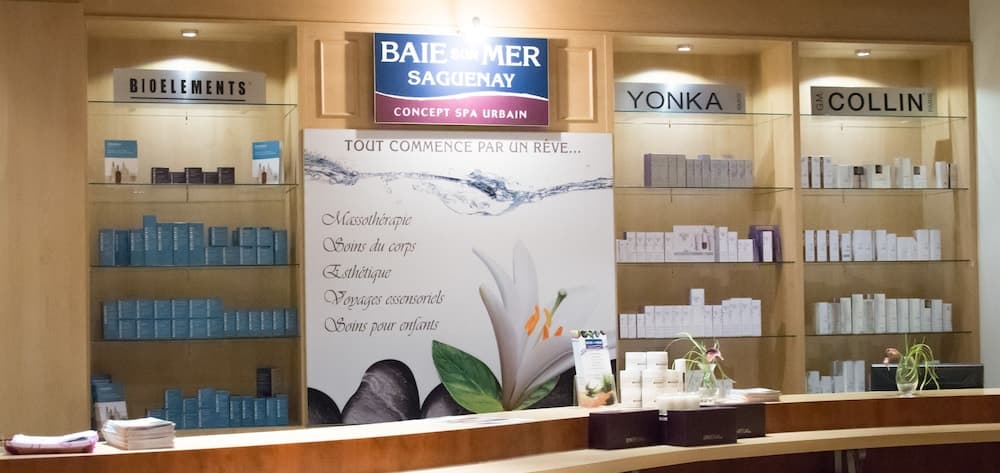 BIOELEMENTS
BAIE sur MER
SAGUENAY
CONCEPT SPA URBAIN
YONKA
G.M. COLLIN
TOUT COMMENCE PAR UN RÊVE...
Massothérapie
Soins du corps
Esthétique
Voyages essensoriels
Soins pour enfants